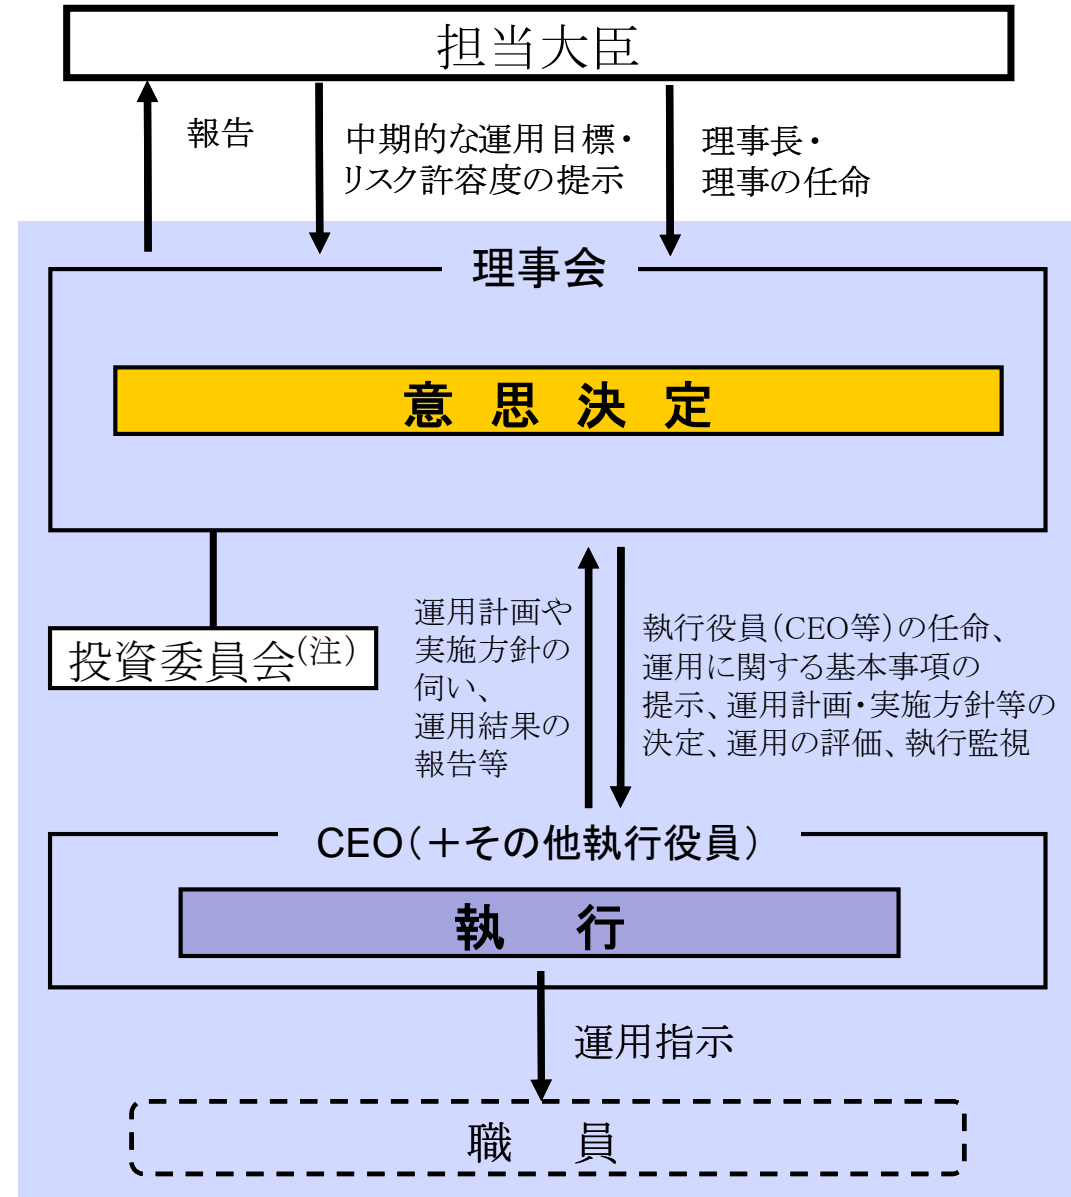 担当大臣
報告
中期的な運用目標・
リスク許容度の提示
理事長・
理事の任命
理事会
意思決定
投資委員会(注)
運用計画や
実施方針の
伺い、
運用結果の
報告等
執行役員(CEO等)の任命、
運用に関する基本事項の
提示、運用計画・実施方針等の
決定、運用の評価、執行監視
CEO(+その他執行役員)
執 行
運用指示
職 員